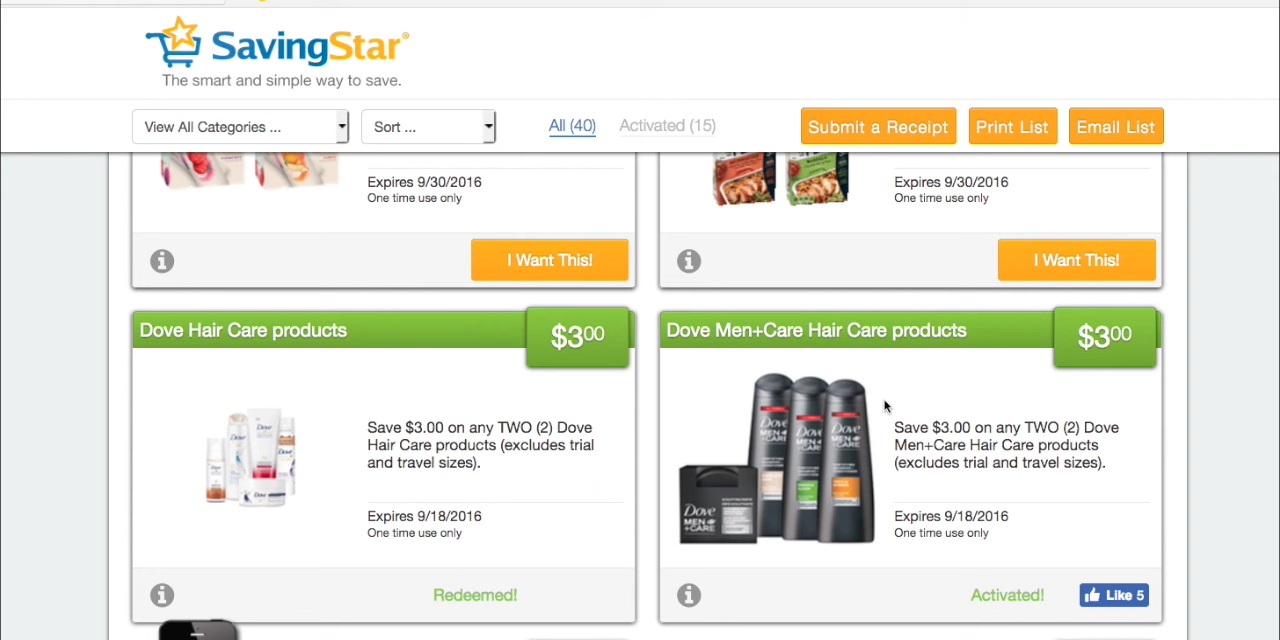 SavingStar®
The smart and simple way to save.
View All Categories ...
Sort ...
All (40)
Activated (15)
Submit a Receipt
Print List
Email List
Expires 9/30/2016
One time use only
I Want This!
Expires 9/30/2016
One time use only
I Want This!
Dove Hair Care products
$3.00
Save $3.00 on any TWO (2) Dove
Hair Care products (excludes trial
and travel sizes).
Expires 9/18/2016
One time use only
Redeemed!
Dove Men+Care Hair Care products
$3.00
Dove
MEN
+CARE
Save $3.00 on any TWO (2) Dove
Men+Care Hair Care products
(excludes trial and travel sizes).
Expires 9/18/2016
One time use only
Activated!
Like 5